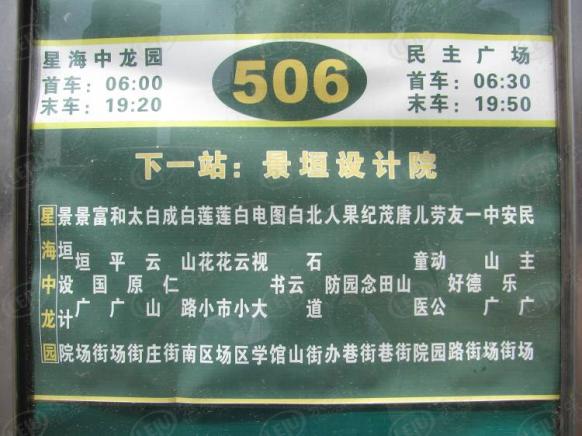 星海中龙园
首车：06:00
末车：19:20
506
民主广场
首车：06:30
末车：19:50
下一站：景垣设计院
星海中龙园
景垣设计院
景垣广场
富国街
和平广场
太原街
白云山庄
成仁街
白山路南
莲花小区
莲花市场
白云小区
电视大学
图书馆
白云山
北石道街
人防办
果园巷
纪念街
茂田巷
唐山街
儿童医院
劳动公园
友好路
一德街
中山广场
安乐街
民主广场